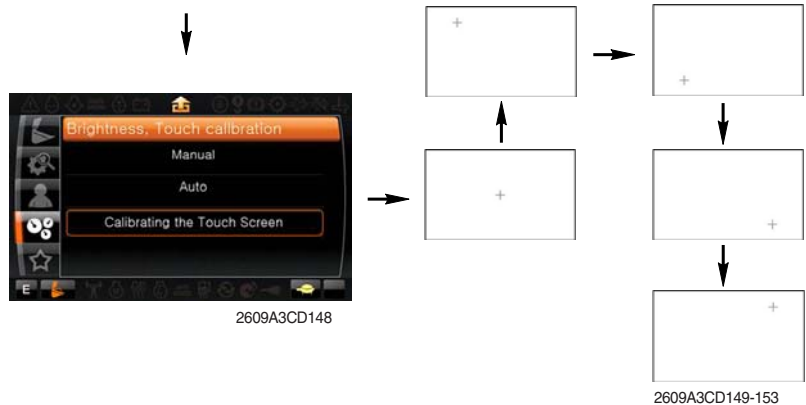 Brightness, Touch callbration
Manual
Auto
Calibrating the Touch Screen
E
2609A3CD148
2609A3CD149-153